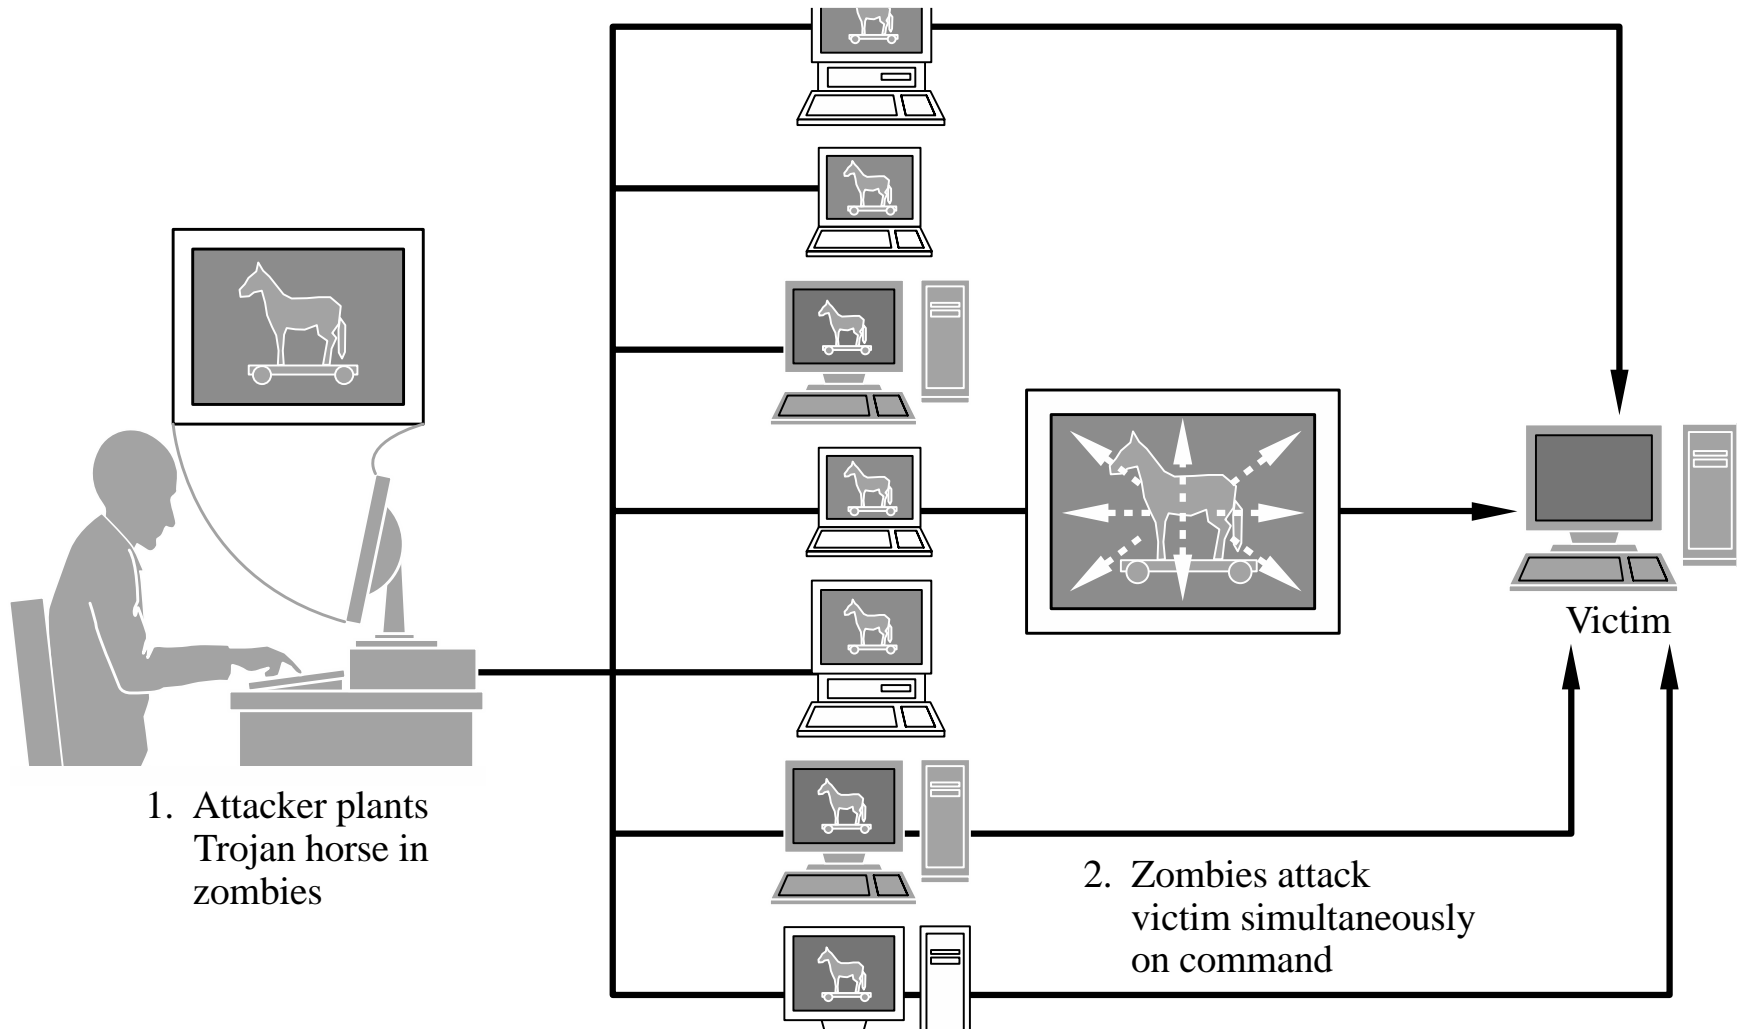 Victim
1. Attacker plants
Trojan horse in
zombies
2. Zombies attack
victim simultaneously
on command